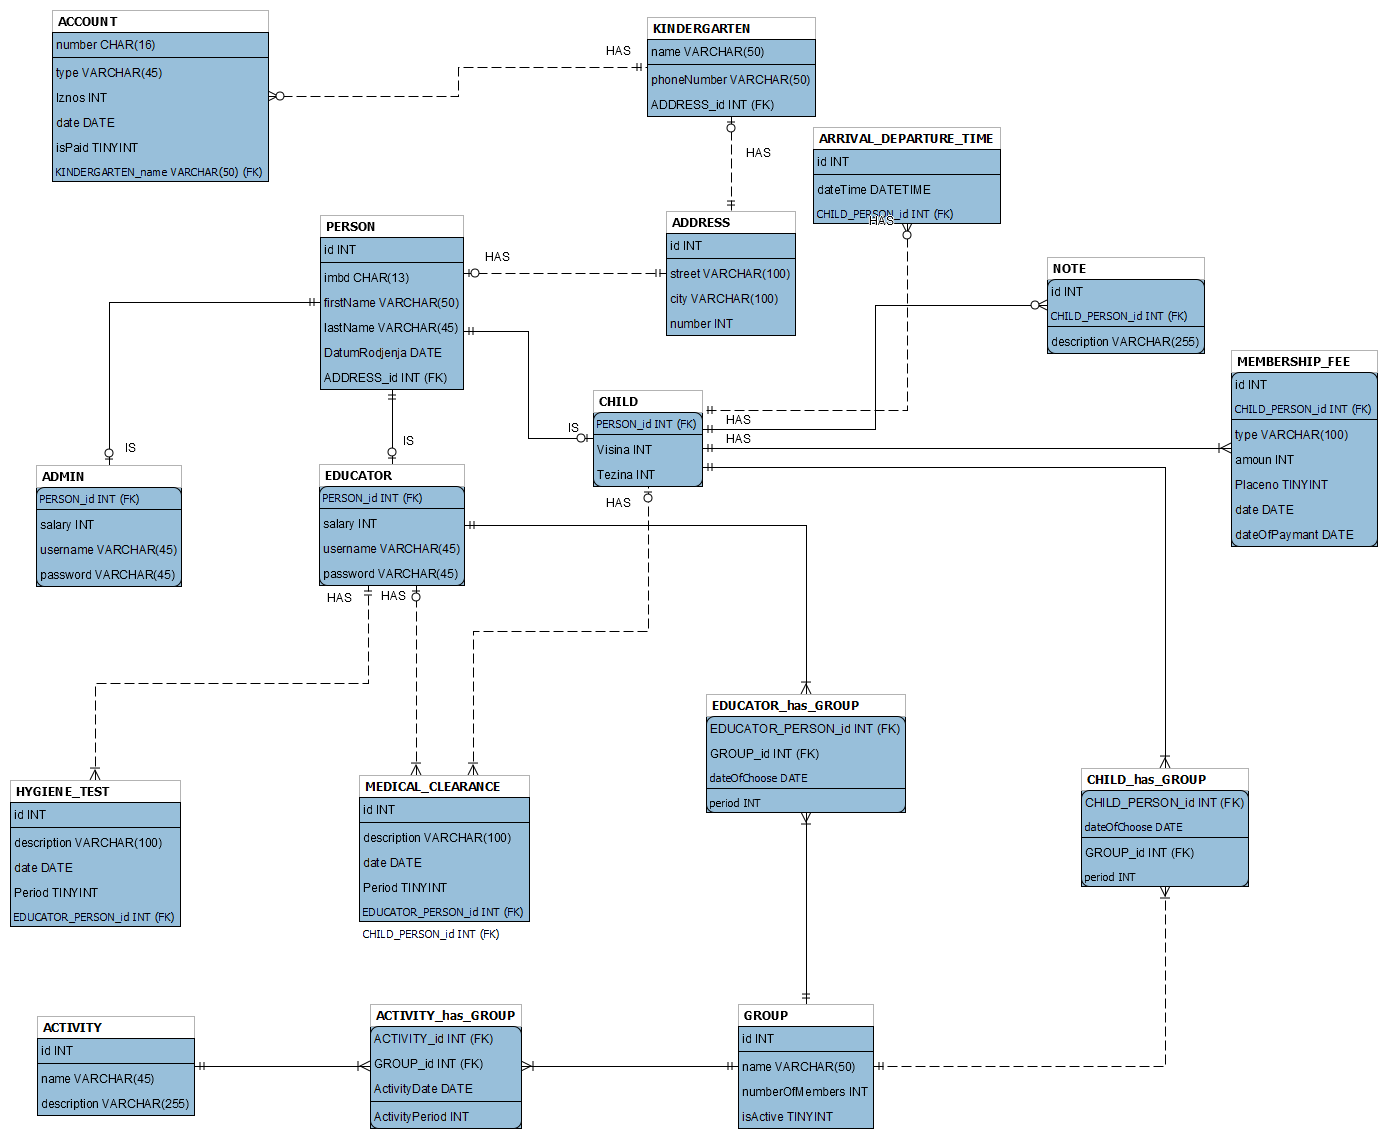 ACCOUNT
number CHAR(16)
type VARCHAR(45)
Iznos INT
date DATE
isPaid TINYINT
KINDERGARTEN_name VARCHAR(50) (FK)
HAS
KINDERGARTEN
name VARCHAR(50)
phoneNumber VARCHAR(50)
ADDRESS_id INT (FK)
HAS
ARRIVAL_DEPARTURE_TIME
id INT
dateTime DATETIME
CHILD_PERSON_id INT (FK)
HAS
PERSON
id INT
imbd CHAR(13)
firstName VARCHAR(50)
lastName VARCHAR(45)
DatumRodjenja DATE
ADDRESS_id INT (FK)
HAS
ADDRESS
id INT
street VARCHAR(100)
city VARCHAR(100)
number INT
NOTE
id INT
CHILD_PERSON_id INT (FK)
description VARCHAR(255)
MEMBERSHIP_FEE
id INT
CHILD_PERSON_id INT (FK)
type VARCHAR(100)
amoun INT
Placeno TINYINT
date DATE
dateOfPaymant DATE
CHILD
PERSON_id INT (FK)
Visina INT
Tezina INT
HAS
HAS
IS
IS
IS
HAS
ADMIN
PERSON_id INT (FK)
salary INT
username VARCHAR(45)
password VARCHAR(45)
EDUCATOR
PERSON_id INT (FK)
salary INT
username VARCHAR(45)
password VARCHAR(45)
HAS
HAS
EDUCATOR_has_GROUP
EDUCATOR_PERSON_id INT (FK)
GROUP_id INT (FK)
dateOfChoose DATE
period INT
CHILD_has_GROUP
CHILD_PERSON_id INT (FK)
dateOfChoose DATE
GROUP_id INT (FK)
period INT
HYGIENE_TEST
id INT
description VARCHAR(100)
date DATE
Period TINYINT
EDUCATOR_PERSON_id INT (FK)
MEDICAL_CLEARANCE
id INT
description VARCHAR(100)
date DATE
Period TINYINT
EDUCATOR_PERSON_id INT (FK)
CHILD_PERSON_id INT (FK)
ACTIVITY
id INT
name VARCHAR(45)
description VARCHAR(255)
ACTIVITY_has_GROUP
ACTIVITY_id INT (FK)
GROUP_id INT (FK)
ActivityDate DATE
ActivityPeriod INT
GROUP
id INT
name VARCHAR(50)
numberOfMembers INT
isActive TINYINT